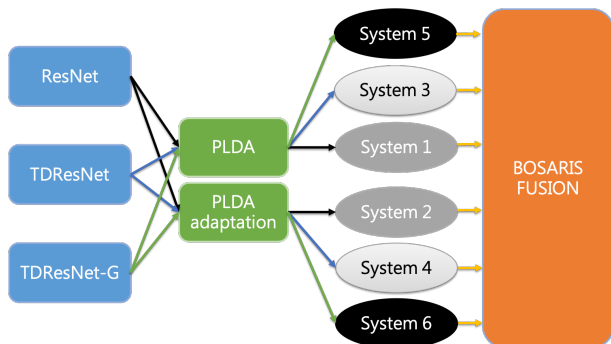 ResNet
TDResNet
TDResNet-G
PLDA
PLDA
adaptation
System 5
System 3
System 1
System 2
System 4
System 6
BOSARIS
FUSION